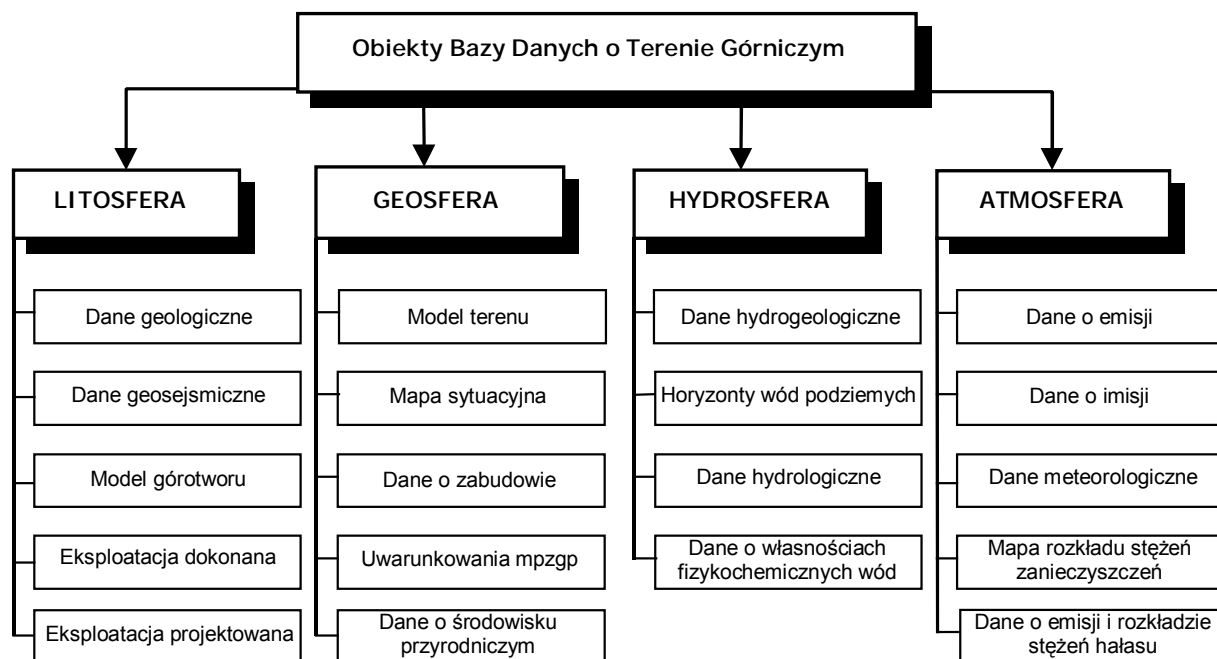 Obiekty Bazy Danych o Terenie Górniczym
LITOSFERA
Dane geologiczne
Dane geosejsmiczne
Model górotworu
Eksploatacja dokonana
Eksploatacja projektowana
GEOSFERA
Model terenu
Mapa sytuacyjna
Dane o zabudowie
Uwarunkowania mpzgp
Dane o środowisku
przyrodniczym
HYDROSFERA
Dane hydrogeologiczne
Horyzonty wód podziemych
Dane hydrologiczne
Dane o własnościach
fizykochemicznych wód
ATMOSFERA
Dane o emisji
Dane o imisji
Dane meteorologiczne
Mapa rozkładu stężeń
zanieczyszczeń
Dane o emisji i rozkładzie
stężeń hałasu